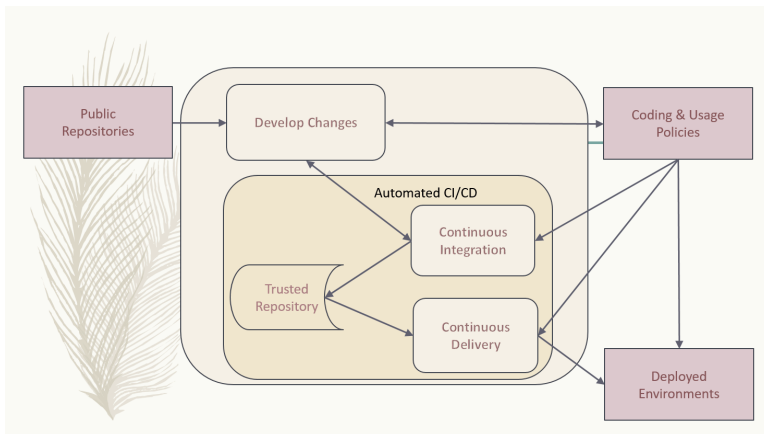 Public
Repositories
Develop Changes
Coding & Usage
Policies
Automated CI/CD
Continuous
Integration
Trusted
Repository
Continuous
Delivery
Deployed
Environments